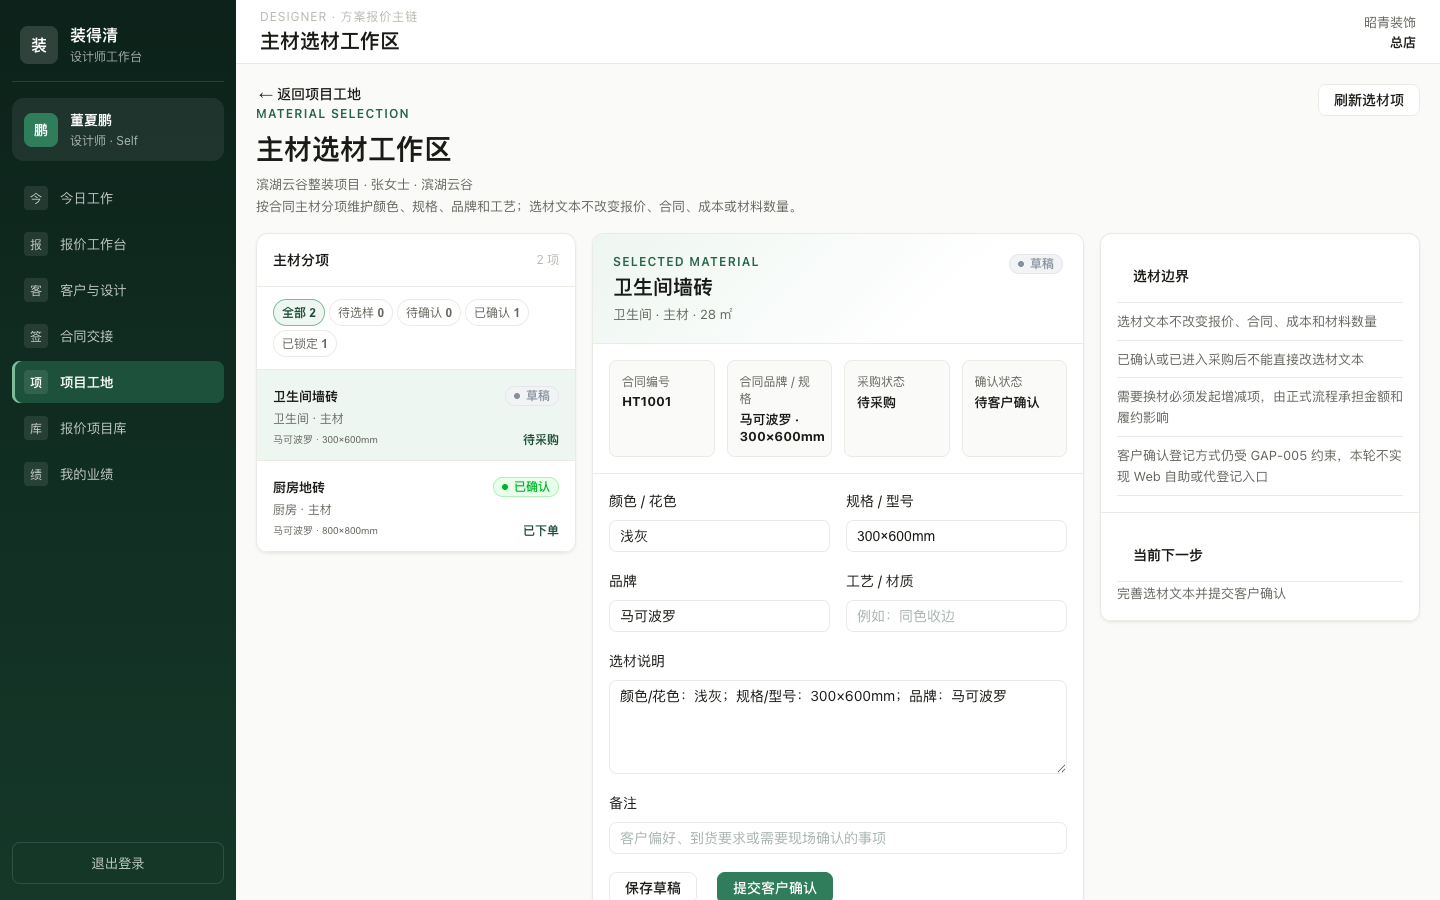 装
装得清
设计师工作台
鹏
董夏鹏
设计师 · Self
今 今日工作
报 报价工作台
客 客户与设计
签 合同交接
项 项目工地
库 报价项目库
绩 我的业绩
退出登录
DESIGNER · 方案报价主链
主材选材工作区
昭青装饰
总店
← 返回项目工地
MATERIAL SELECTION
主材选材工作区
滨湖云谷整装项目 · 张女士 · 滨湖云谷
按合同主材分项维护颜色、规格、品牌和工艺；选材文本不改变报价、合同、成本或材料数量。
刷新选材项
主材分项 2 项
全部 2 待选样 0 待确认 0 已确认 1
已锁定 1
卫生间墙砖 草稿
卫生间 · 主材
马可波罗 · 300×600mm 待采购
厨房地砖 已确认
厨房 · 主材
马可波罗 · 800×800mm 已下单
SELECTED MATERIAL
卫生间墙砖
卫生间 · 主材 · 28 ㎡
草稿
合同编号
HT1001
合同品牌 / 规
格
马可波罗 ·
300×600mm
采购状态
待采购
确认状态
待客户确认
颜色 / 花色 规格 / 型号
浅灰 300×600mm
品牌 工艺 / 材质
马可波罗 例如：同色收边
选材说明
颜色/花色：浅灰；规格/型号：300×600mm；品牌：马可波罗
备注
客户偏好、到货要求或需要现场确认的事项
保存草稿 提交客户确认
选材边界
选材文本不改变报价、合同、成本和材料数量
已确认或已进入采购后不能直接改选材文本
需要换材必须发起增减项，由正式流程承担金额和
履约影响
客户确认登记方式仍受 GAP-005 约束，本轮不实
现 Web 自助或代登记入口
当前下一步
完善选材文本并提交客户确认